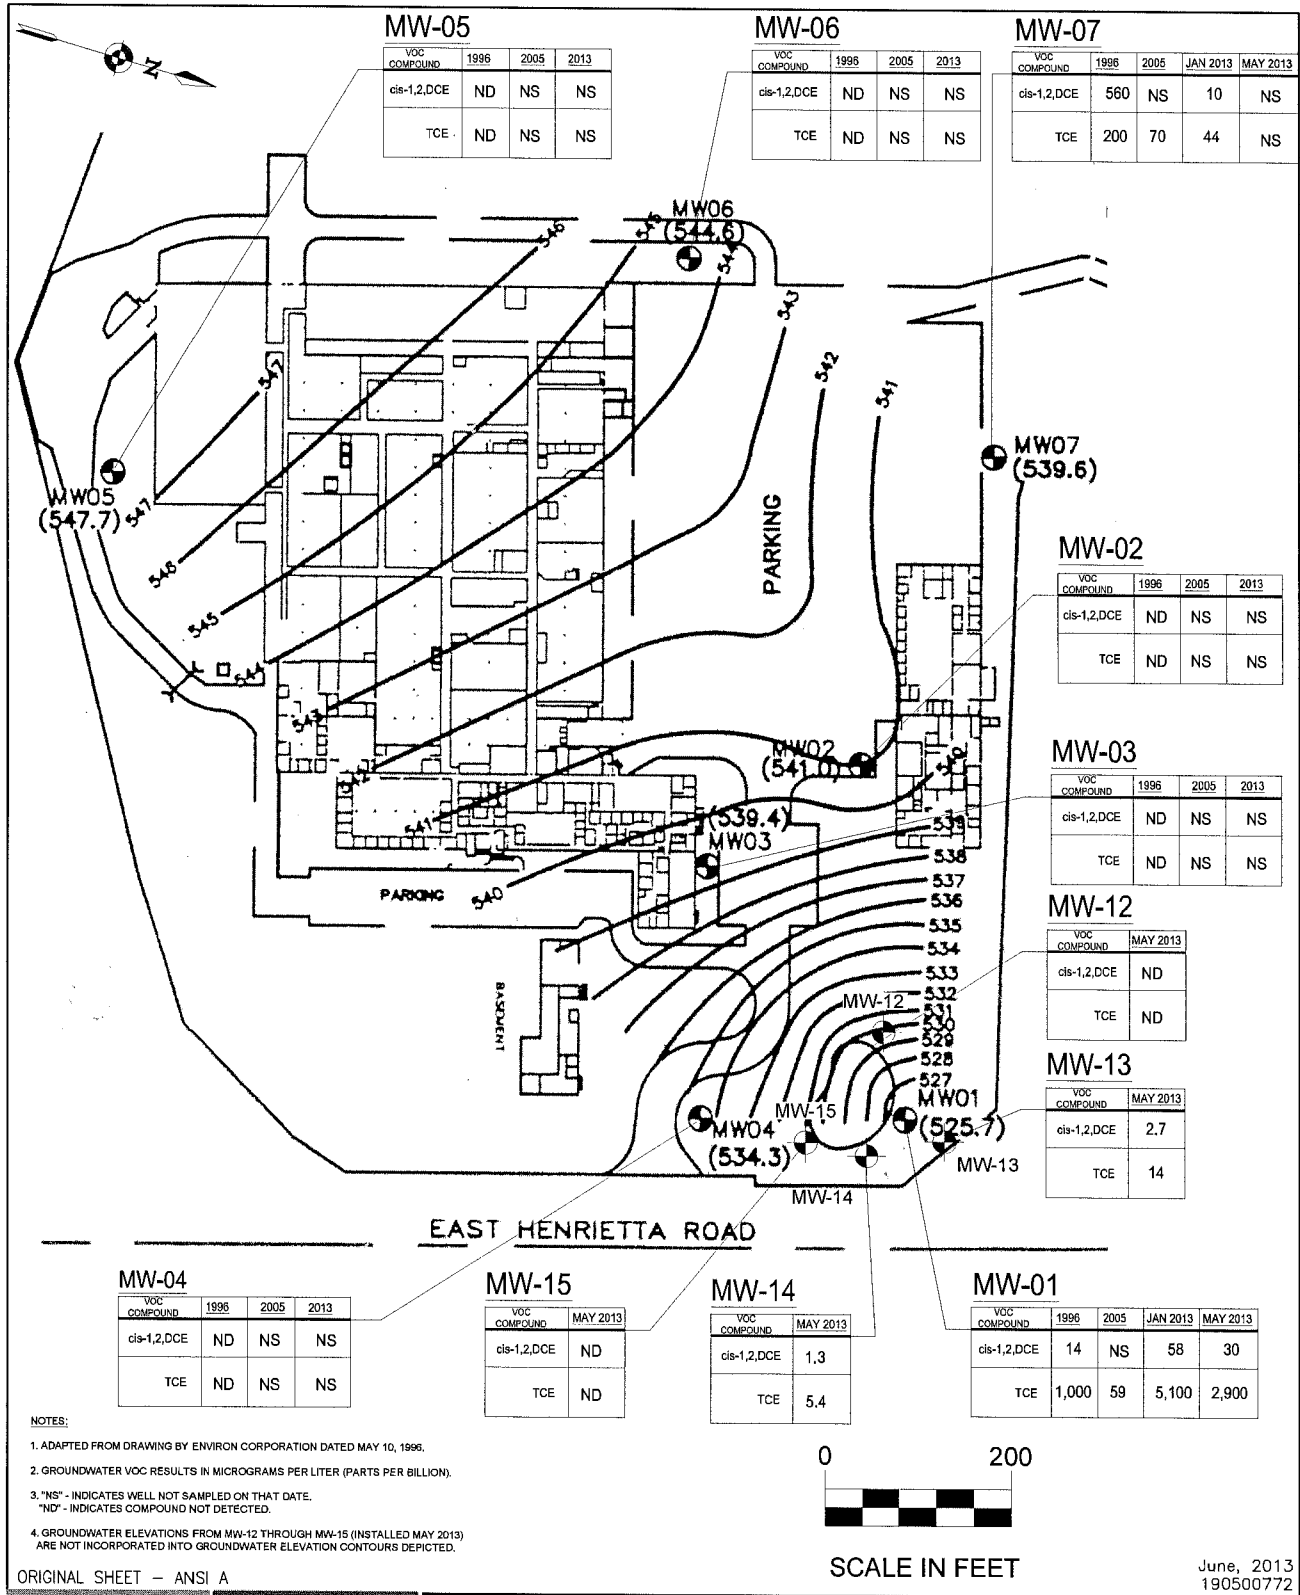 N
MW-05
VOC COMPOUND 1996 2005 2013
cis-1,2,DCE ND NS NS
TCE ND NS NS
MW-06
VOC COMPOUND 1996 2005 2013
cis-1,2,DCE ND NS NS
TCE ND NS NS
MW-07
VOC COMPOUND 1996 2005 JAN 2013 MAY 2013
cis-1,2,DCE 560 NS 10 NS
TCE 200 70 44 NS
MW06
(544.6)
546
545
544
543
542
541
547
MW07
(539.6)
MW05
(547.7)
547
548
545
544
543
542
541
540
PARKING
MW-02
VOC COMPOUND 1996 2005 2013
cis-1,2,DCE ND NS NS
TCE ND NS NS
MW02
(541.0)
540
MW-03
VOC COMPOUND 1996 2005 2013
cis-1,2,DCE ND NS NS
TCE ND NS NS
(539.4)
MW03
PARKING
BASEMENT
539
538
537
536
535
534
533
532
531
530
529
528
527
MW-12
MW-12
VOC COMPOUND MAY 2013
cis-1,2,DCE ND
TCE ND
MW-13
VOC COMPOUND MAY 2013
cis-1,2,DCE 2.7
TCE 14
MW01
(525.7)
MW-15
MW04
(534.3)
MW-13
MW-14
EAST HENRIETTA ROAD
MW-04
VOC COMPOUND 1996 2005 2013
cis-1,2,DCE ND NS NS
TCE ND NS NS
MW-15
VOC COMPOUND MAY 2013
cis-1,2,DCE ND
TCE ND
MW-14
VOC COMPOUND MAY 2013
cis-1,2,DCE 1.3
TCE 5.4
MW-01
VOC COMPOUND 1996 2005 JAN 2013 MAY 2013
cis-1,2,DCE 14 NS 58 30
TCE 1,000 59 5,100 2,900
NOTES:
1. ADAPTED FROM DRAWING BY ENVIRON CORPORATION DATED MAY 10, 1996.
2. GROUNDWATER VOC RESULTS IN MICROGRAMS PER LITER (PARTS PER BILLION).
3. "NS" - INDICATES WELL NOT SAMPLED ON THAT DATE.
"ND" - INDICATES COMPOUND NOT DETECTED.
4. GROUNDWATER ELEVATIONS FROM MW-12 THROUGH MW-15 (INSTALLED MAY 2013)
ARE NOT INCORPORATED INTO GROUNDWATER ELEVATION CONTOURS DEPICTED.
0 200
SCALE IN FEET
ORIGINAL SHEET - ANSI A
June, 2013
190500772